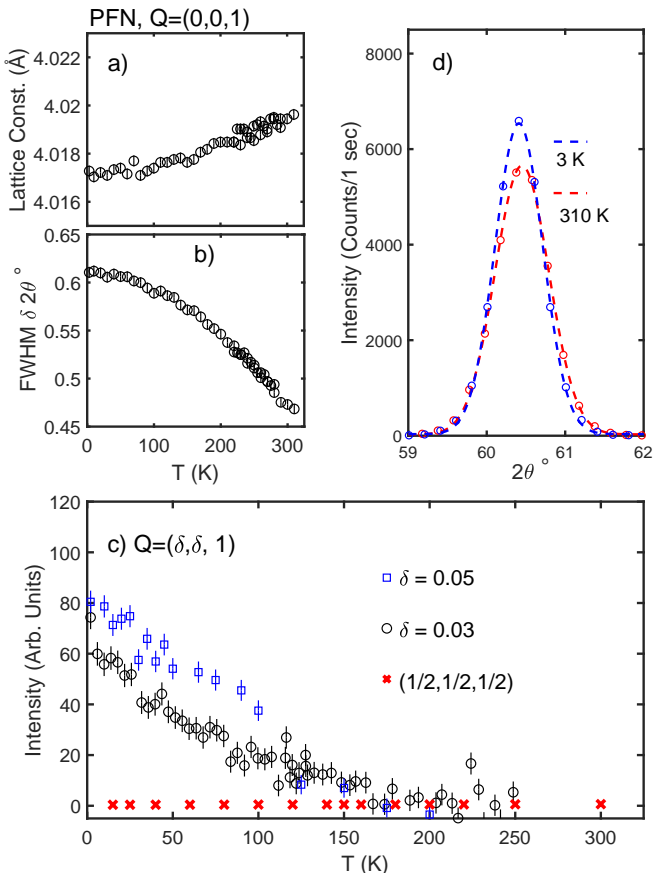 PFN, Q=(0,0,1)
a)
Lattice Const. (Å)
4.022
4.02
4.018
4.016
b)
FWHM δ 2θ °
0.65
0.6
0.55
0.5
0.45
0 100 200 300
T (K)
d)
Intensity (Counts/1 sec)
8000
6000
4000
2000
0
3 K
310 K
59 60 61 62
2θ °
c) Q=(δ,δ, 1)
Intensity (Arb. Units)
120
100
80
60
40
20
0
δ = 0.05
δ = 0.03
(1/2,1/2,1/2)
0 50 100 150 200 250 300
T (K)